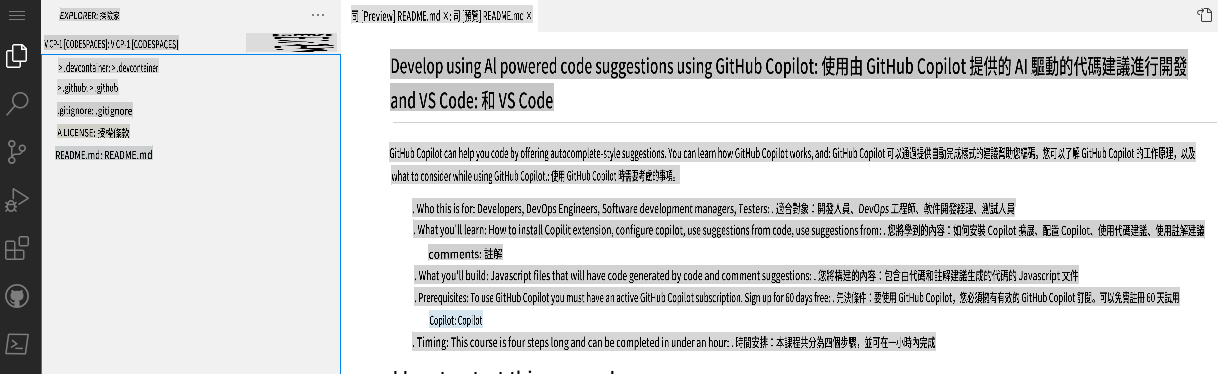 EXPLORER: 探險家
司 [Preview] README.md ×: 司 [預覽] README.md ×
VICP-1 [CODESPACES]: VICP-1 [CODESPACES]
> .devcontainer: > .devcontainer
> .github: > .github
.gitignore: .gitignore
A LICENSE: 授權條款
README.md: README.md
Develop using Al powered code suggestions using GitHub Copilot: 使用由 GitHub Copilot 提供的 AI 驅動的代碼建議進行開發
and VS Code: 和 VS Code
GitHub Copilot can help you code by offering autocomplete-style suggestions. You can learn how GitHub Copilot works, and: GitHub Copilot 可以通過提供自動完成樣式的建議幫助您編碼。您可以了解 GitHub Copilot 的工作原理，以及
what to consider while using GitHub Copilot.: 使用 GitHub Copilot 時需要考慮的事項。
. Who this is for: Developers, DevOps Engineers, Software development managers, Testers: . 適合對象：開發人員、DevOps 工程師、軟件開發經理、測試人員
. What you'll learn: How to install Copilit extension, configure copilot, use suggestions from code, use suggestions from: . 您將學到的內容：如何安裝 Copilot 擴展、配置 Copilot、使用代碼建議、使用註解建議
comments: 註解
. What you'll build: Javascript files that will have code generated by code and comment suggestions: . 您將構建的內容：包含由代碼和註解建議生成的代碼的 Javascript 文件
. Prerequisites: To use GitHub Copilot you must have an active GitHub Copilot subscription. Sign up for 60 days free: . 先決條件：要使用 GitHub Copilot，您必須擁有有效的 GitHub Copilot 訂閱。可以免費註冊 60 天試用
Copilot: Copilot
. Timing: This course is four steps long and can be completed in under an hour: . 時間安排：本課程共分為四個步驟，並可在一小時內完成